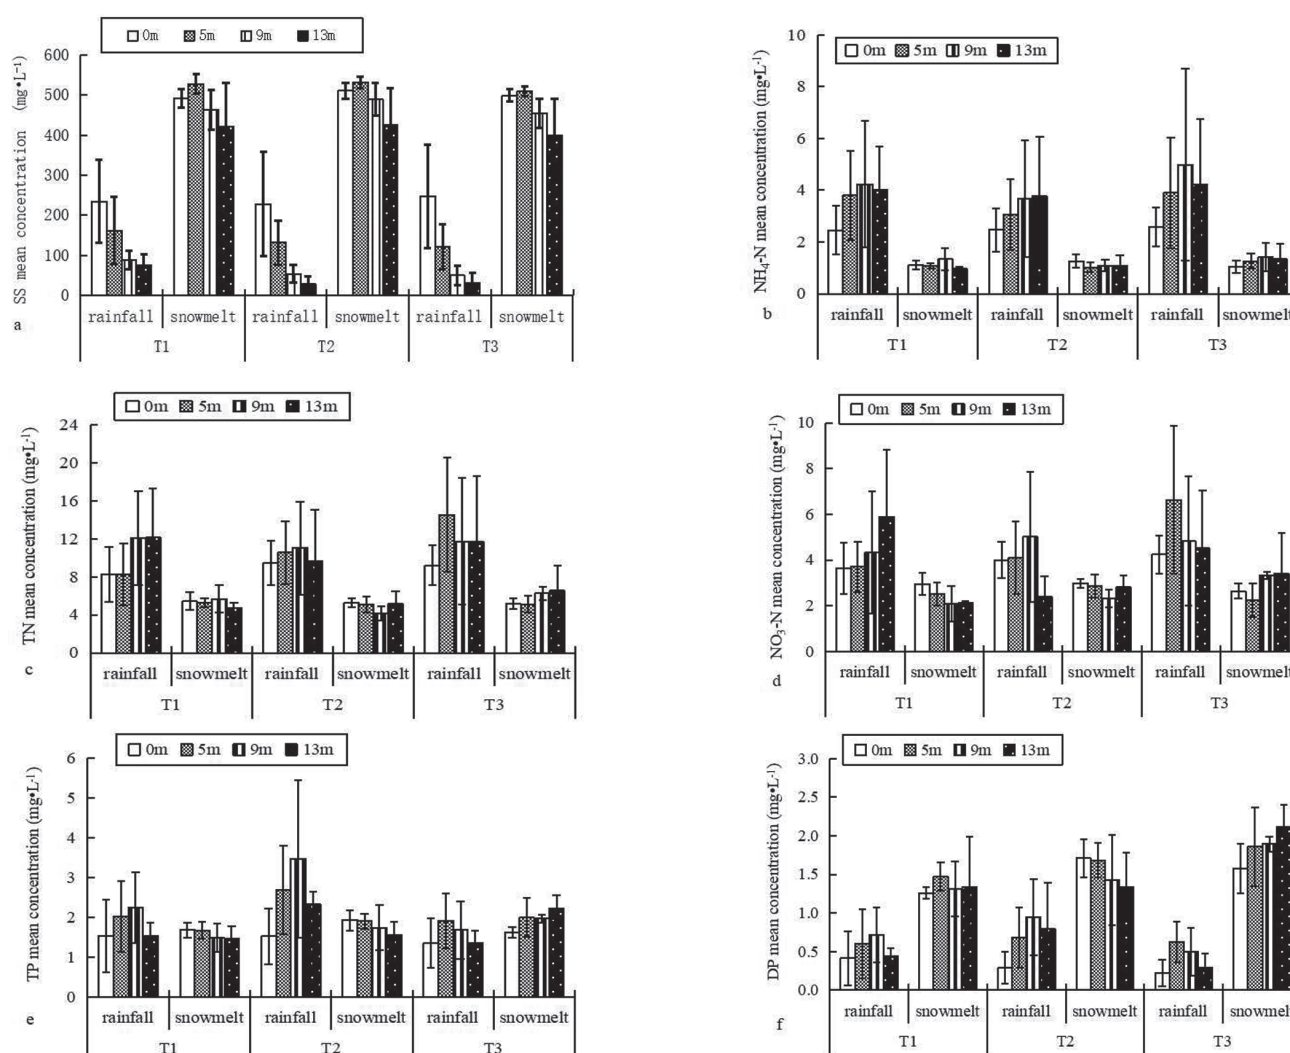 0m 5m 9m 13m
SS mean concentration (mg•L⁻¹)
600
500
400
300
200
100
0
rainfall snowmelt rainfall snowmelt rainfall snowmelt
T1 T2 T3
a
0m 5m 9m 13m
NH4-N mean concentration (mg•L-1)
10
8
6
4
2
0
rainfall snowmelt rainfall snowmelt rainfall snowmelt
T1 T2 T3
b
0m 5m 9m 13m
TN mean concentration (mg•L-1)
24
20
16
12
8
4
0
rainfall snowmelt rainfall snowmelt rainfall snowmelt
T1 T2 T3
c
0m 5m 9m 13m
NO3-N mean concentration (mg•L-1)
10
8
6
4
2
0
rainfall snowmelt rainfall snowmelt rainfall snowmelt
T1 T2 T3
d
0m 5m 9m 13m
TP mean concentration (mg•L-1)
6
5
4
3
2
1
0
rainfall snowmelt rainfall snowmelt rainfall snowmelt
T1 T2 T3
e
0m 5m 9m 13m
DP mean concentration (mg•L-1)
3.0
2.5
2.0
1.5
1.0
0.5
0.0
rainfall snowmelt rainfall snowmelt rainfall snowmelt
T1 T2 T3
f